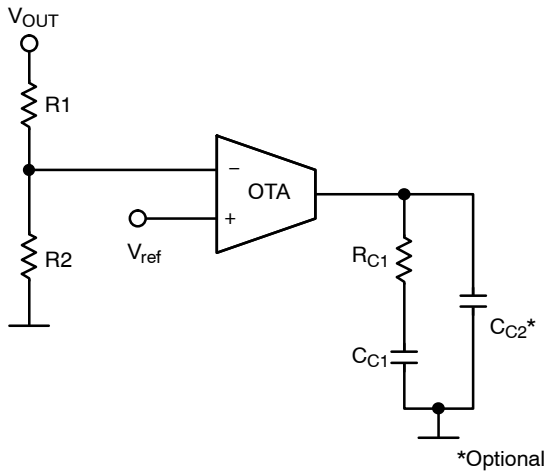 VOUT
R1
−
OTA
+
Vref
R2
RC1
CC1
CC2*
*Optional